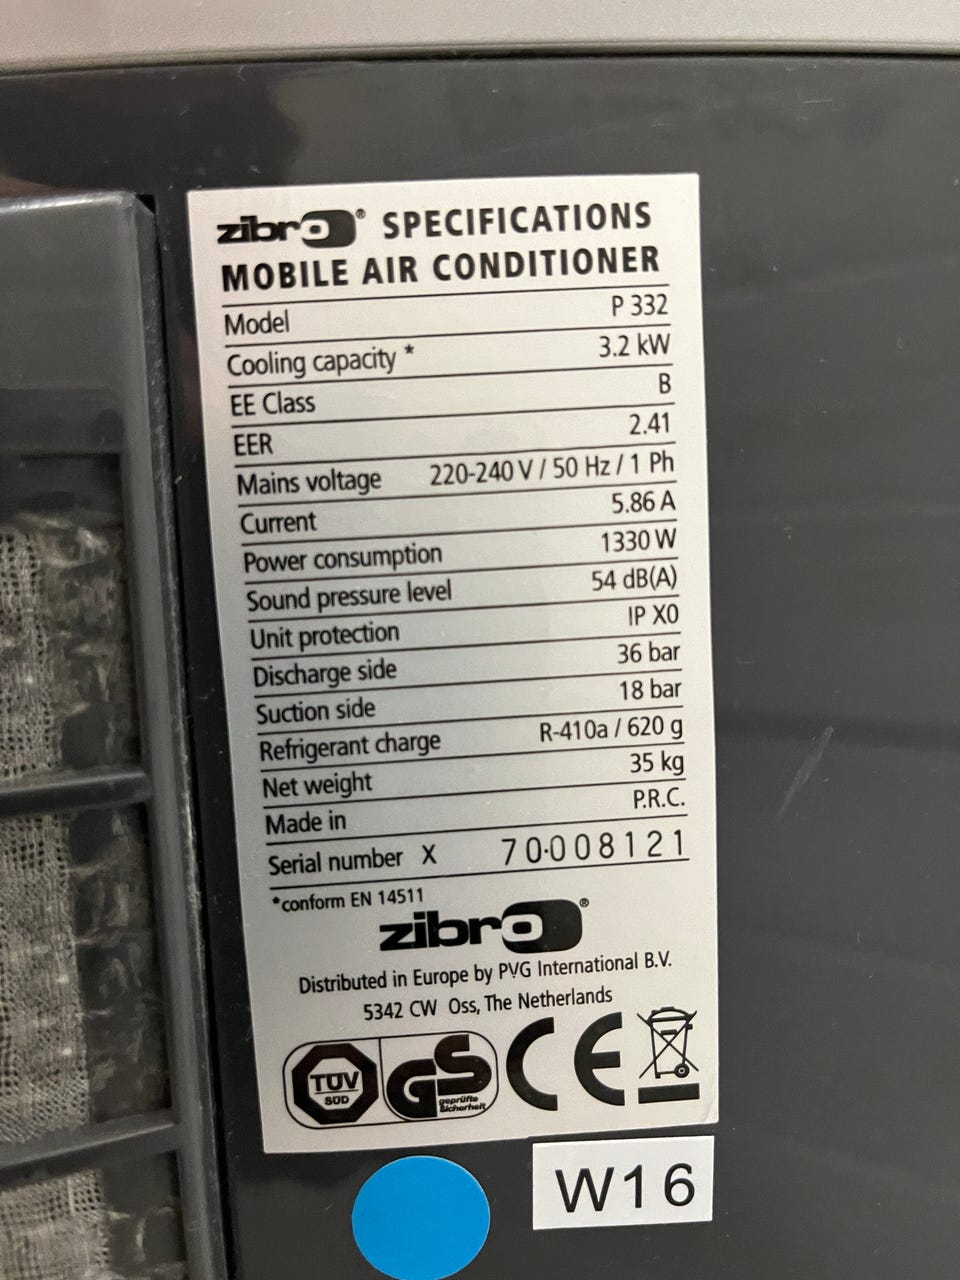 zibro® SPECIFICATIONS
MOBILE AIR CONDITIONER
Model P 332
Cooling capacity * 3.2 kW
EE Class B
EER 2.41
Mains voltage 220-240 V / 50 Hz / 1 Ph
Current 5.86 A
Power consumption 1330 W
Sound pressure level 54 dB(A)
Unit protection IP X0
Discharge side 36 bar
Suction side 18 bar
Refrigerant charge R-410a / 620 g
Net weight 35 kg
Made in P.R.C.
Serial number X 70·008121
*conform EN 14511
zibro®
Distributed in Europe by PVG International B.V.
5342 CW Oss, The Netherlands
TÜV
SÜD
GS
geprüfte
Sicherheit
CE
W16